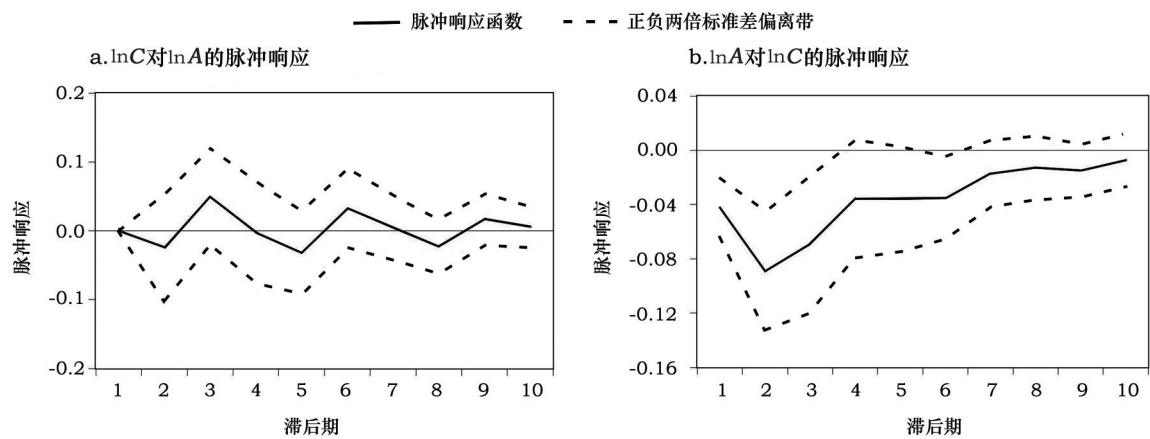 脉冲响应函数 正负两倍标准差偏离带
a.lnC对lnA的脉冲响应
0.2
0.1
0.0
-0.1
-0.2
脉冲响应
1 2 3 4 5 6 7 8 9 10
滞后期
b.lnA对lnC的脉冲响应
0.04
0.00
-0.04
-0.08
-0.12
-0.16
脉冲响应
1 2 3 4 5 6 7 8 9 10
滞后期